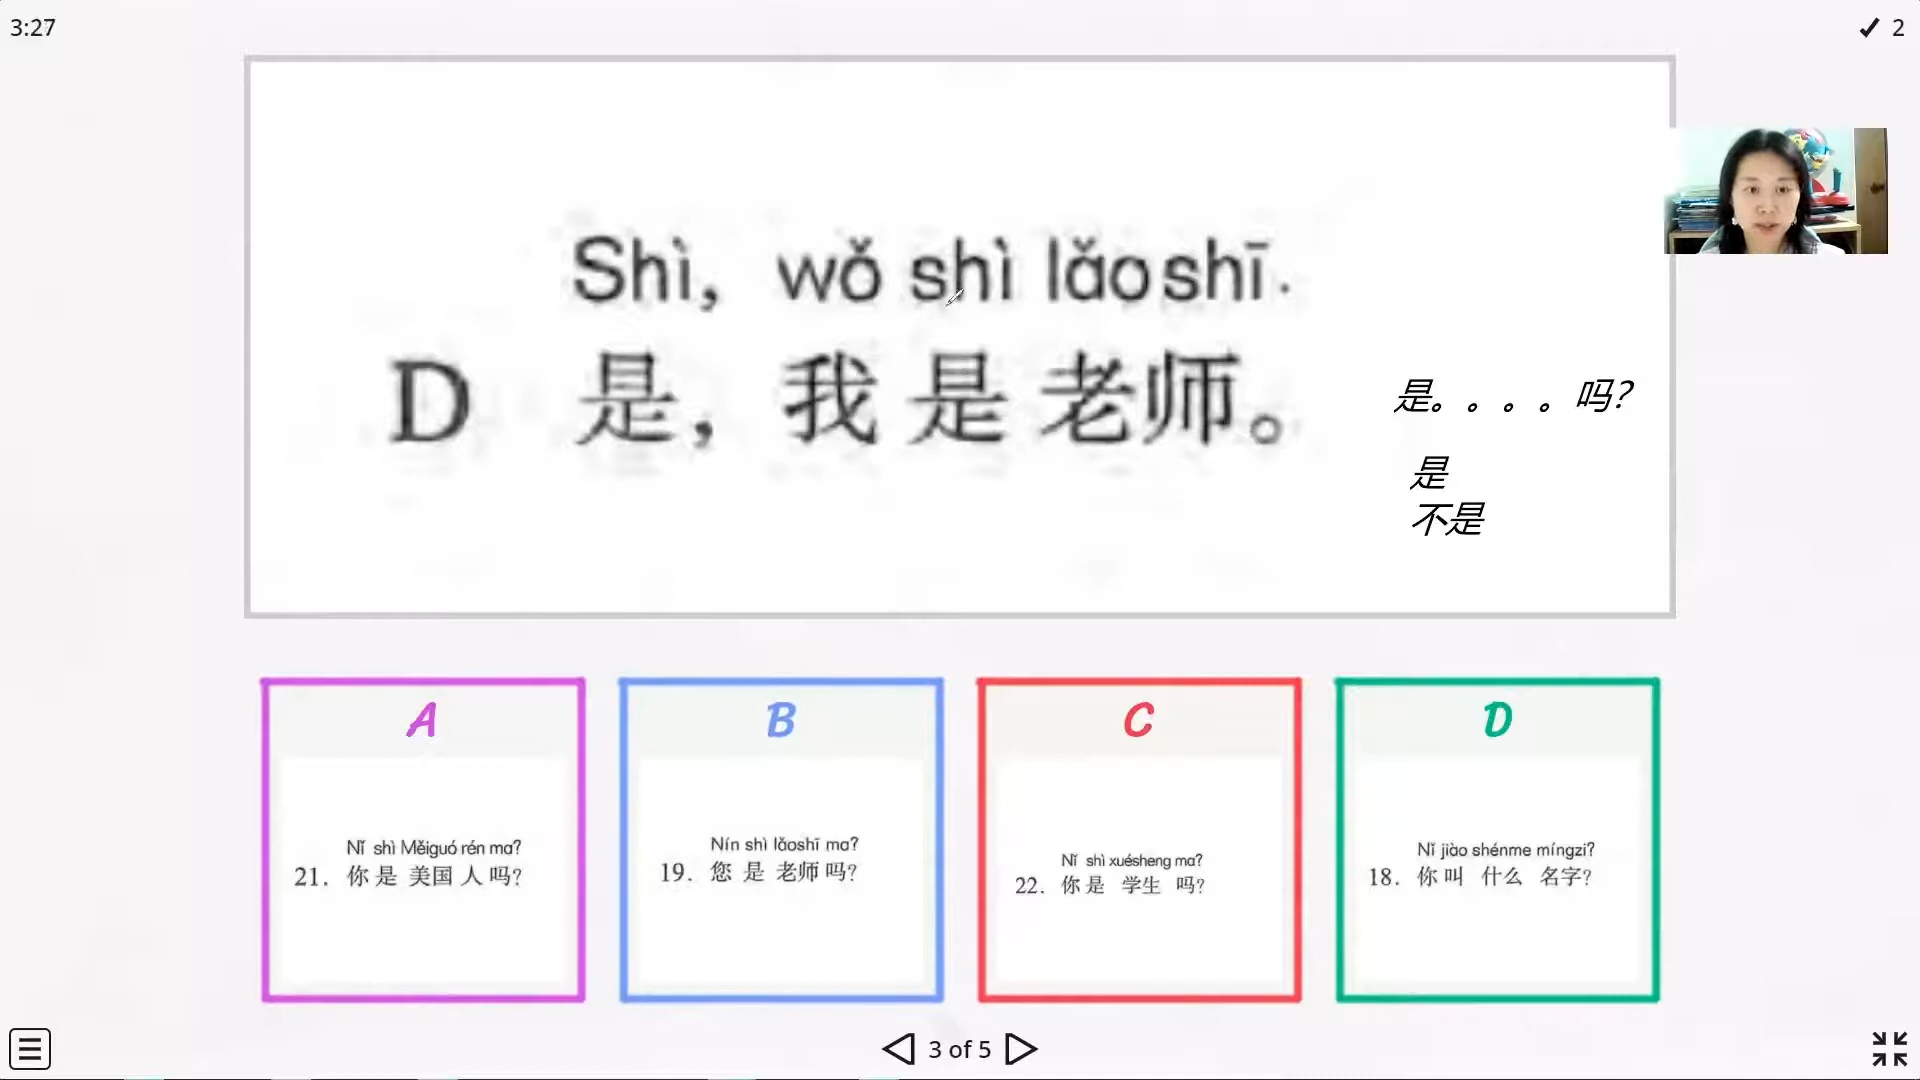 3:27
✓ 2
Shì, wǒ shì lǎoshī.
D 是，我是老师。
是。。。。吗?
是
不是
A
Nǐ shì Měiguó rén ma?
21. 你是 美国 人 吗?
B
Nín shì lǎoshī ma?
19. 您 是 老师 吗?
C
Nǐ shì xuésheng ma?
22. 你是 学生 吗?
D
Nǐ jiào shénme míngzi?
18. 你叫 什么 名字?
3 of 5